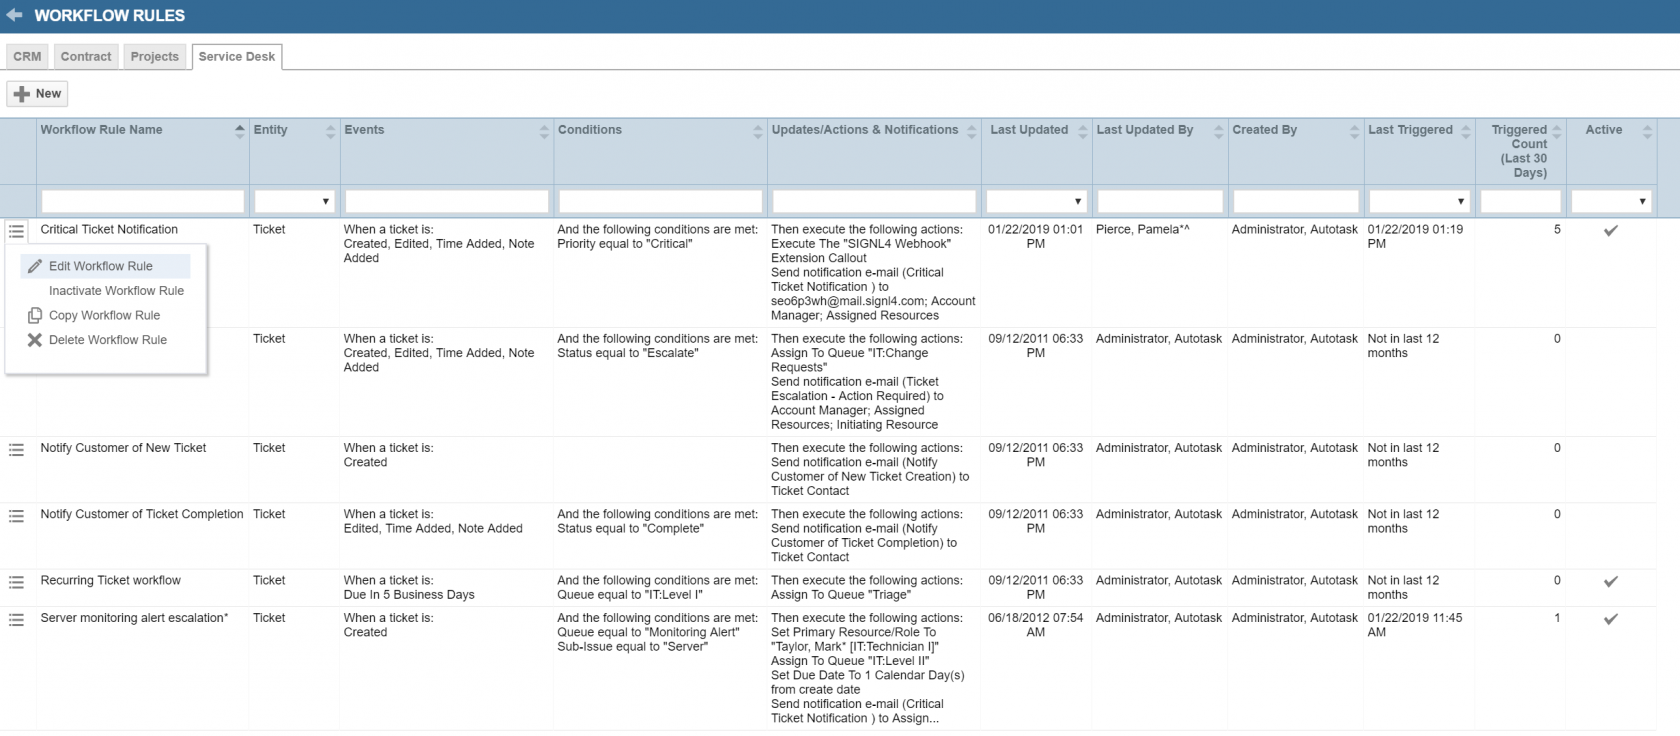 WORKFLOW RULES
CRM Contract Projects Service Desk
New
Workflow Rule Name Entity Events Conditions Updates/Actions & Notifications Last Updated Last Updated By Created By Last Triggered Triggered Count (Last 30 Days) Active
Critical Ticket Notification
Ticket
When a ticket is:
Created, Edited, Time Added, Note
Added
And the following conditions are met:
Priority equal to "Critical"
Then execute the following actions:
Execute The "SIGNL4 Webhook"
Extension Callout
Send notification e-mail (Critical
Ticket Notification ) to
seo6p3wh@mail.signl4.com; Account
Manager; Assigned Resources
01/22/2019 01:01
PM
Pierce, Pamela*^
Administrator, Autotask
01/22/2019 01:19
PM
5
Edit Workflow Rule
Inactivate Workflow Rule
Copy Workflow Rule
Delete Workflow Rule
Ticket
When a ticket is:
Created, Edited, Time Added, Note
Added
And the following conditions are met:
Status equal to "Escalate"
Then execute the following actions:
Assign To Queue "IT:Change
Requests"
Send notification e-mail (Ticket
Escalation - Action Required) to
Account Manager; Assigned
Resources; Initiating Resource
09/12/2011 06:33
PM
Administrator, Autotask
Administrator, Autotask
Not in last 12
months
0
Notify Customer of New Ticket
Ticket
When a ticket is:
Created
Then execute the following actions:
Send notification e-mail (Notify
Customer of New Ticket Creation) to
Ticket Contact
09/12/2011 06:33
PM
Administrator, Autotask
Administrator, Autotask
Not in last 12
months
0
Notify Customer of Ticket Completion
Ticket
When a ticket is:
Edited, Time Added, Note Added
And the following conditions are met:
Status equal to "Complete"
Then execute the following actions:
Send notification e-mail (Notify
Customer of Ticket Completion) to
Ticket Contact
09/12/2011 06:33
PM
Administrator, Autotask
Administrator, Autotask
Not in last 12
months
0
Recurring Ticket workflow
Ticket
When a ticket is:
Due In 5 Business Days
And the following conditions are met:
Queue equal to "IT:Level I"
Then execute the following actions:
Assign To Queue "Triage"
09/12/2011 06:33
PM
Administrator, Autotask
Administrator, Autotask
Not in last 12
months
0
Server monitoring alert escalation*
Ticket
When a ticket is:
Created
And the following conditions are met:
Queue equal to "Monitoring Alert"
Sub-Issue equal to "Server"
Then execute the following actions:
Set Primary Resource/Role To
"Taylor, Mark* [IT:Technician I]"
Assign To Queue "IT:Level II"
Set Due Date To 1 Calendar Day(s)
from create date
Send notification e-mail (Critical
Ticket Notification ) to Assign...
06/18/2012 07:54
AM
Administrator, Autotask
Administrator, Autotask
01/22/2019 11:45
AM
1